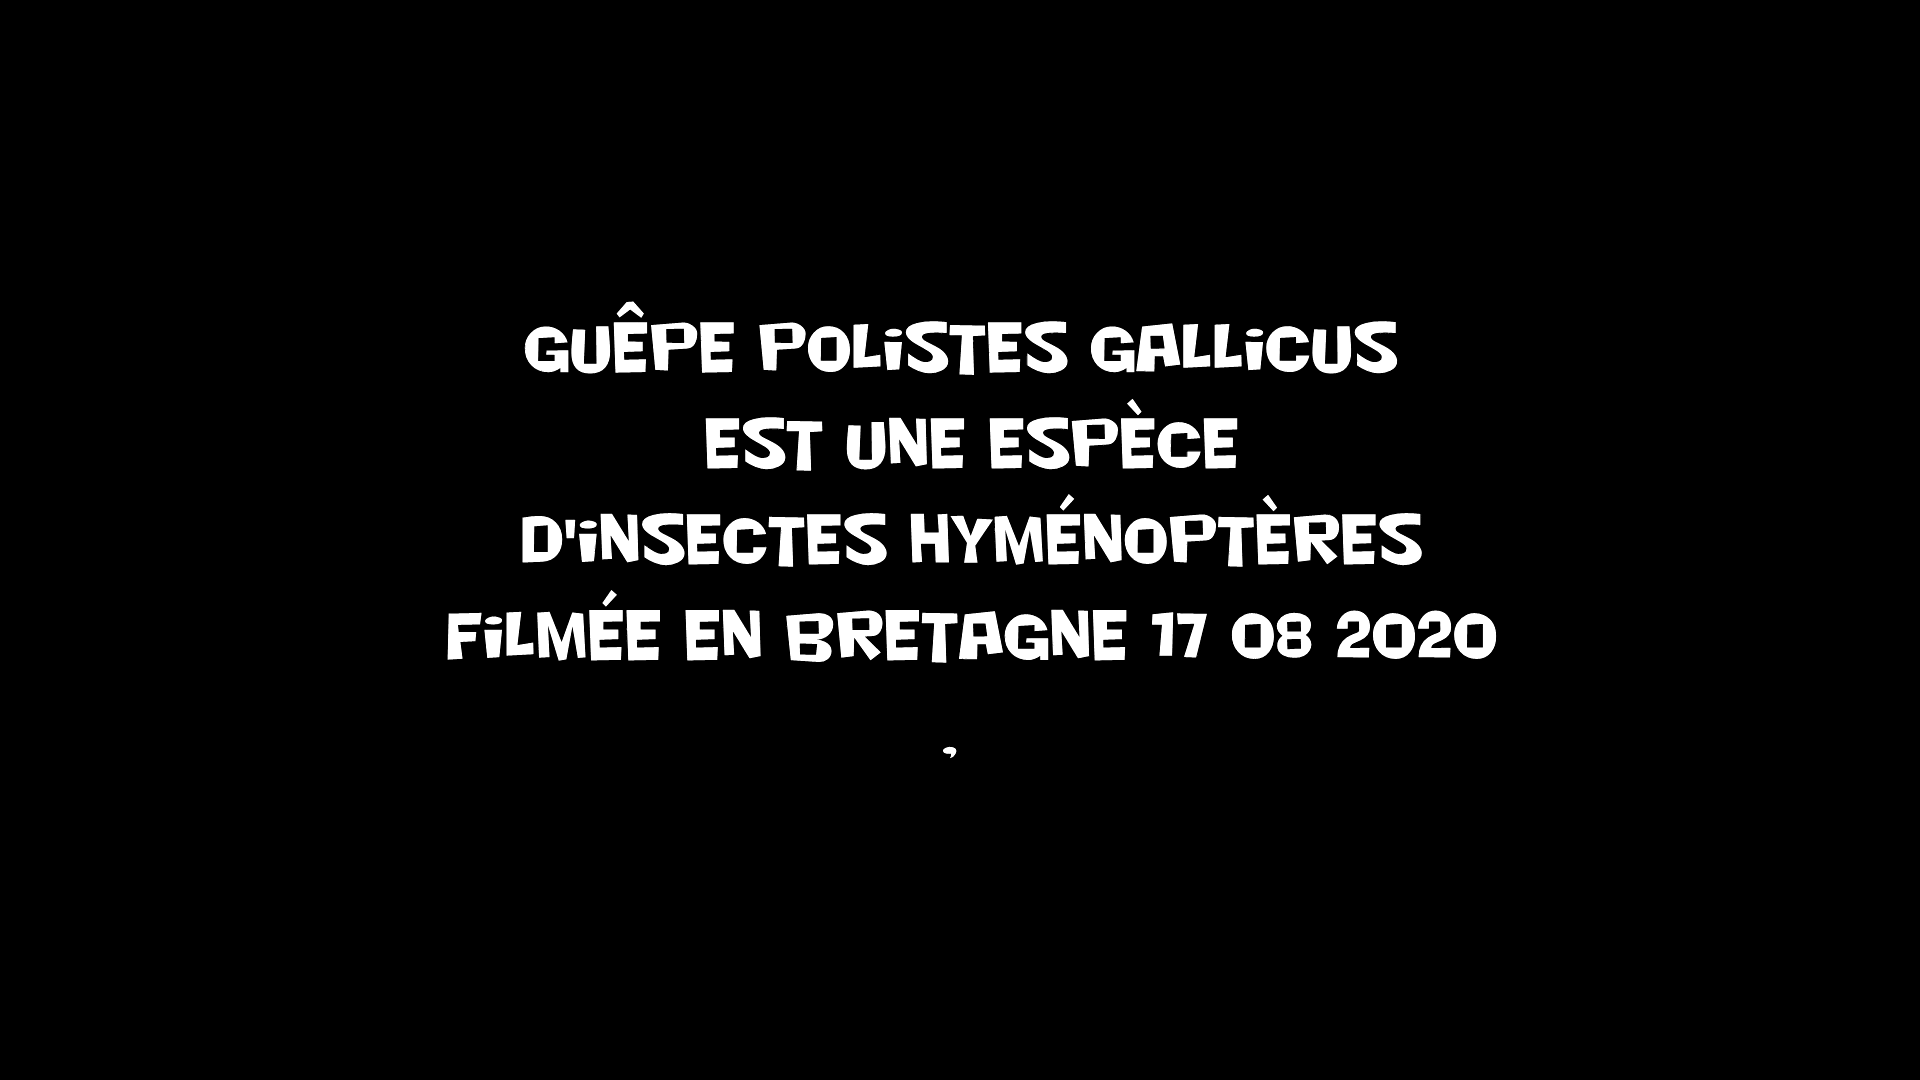 GUÊPE POLiSTES GALLiCUS
EST UNE ESPÈCE
D'iNSECTES HYMÉNOPTÈRES
FiLMÉE EN BRETAGNE 17 08 2020
,